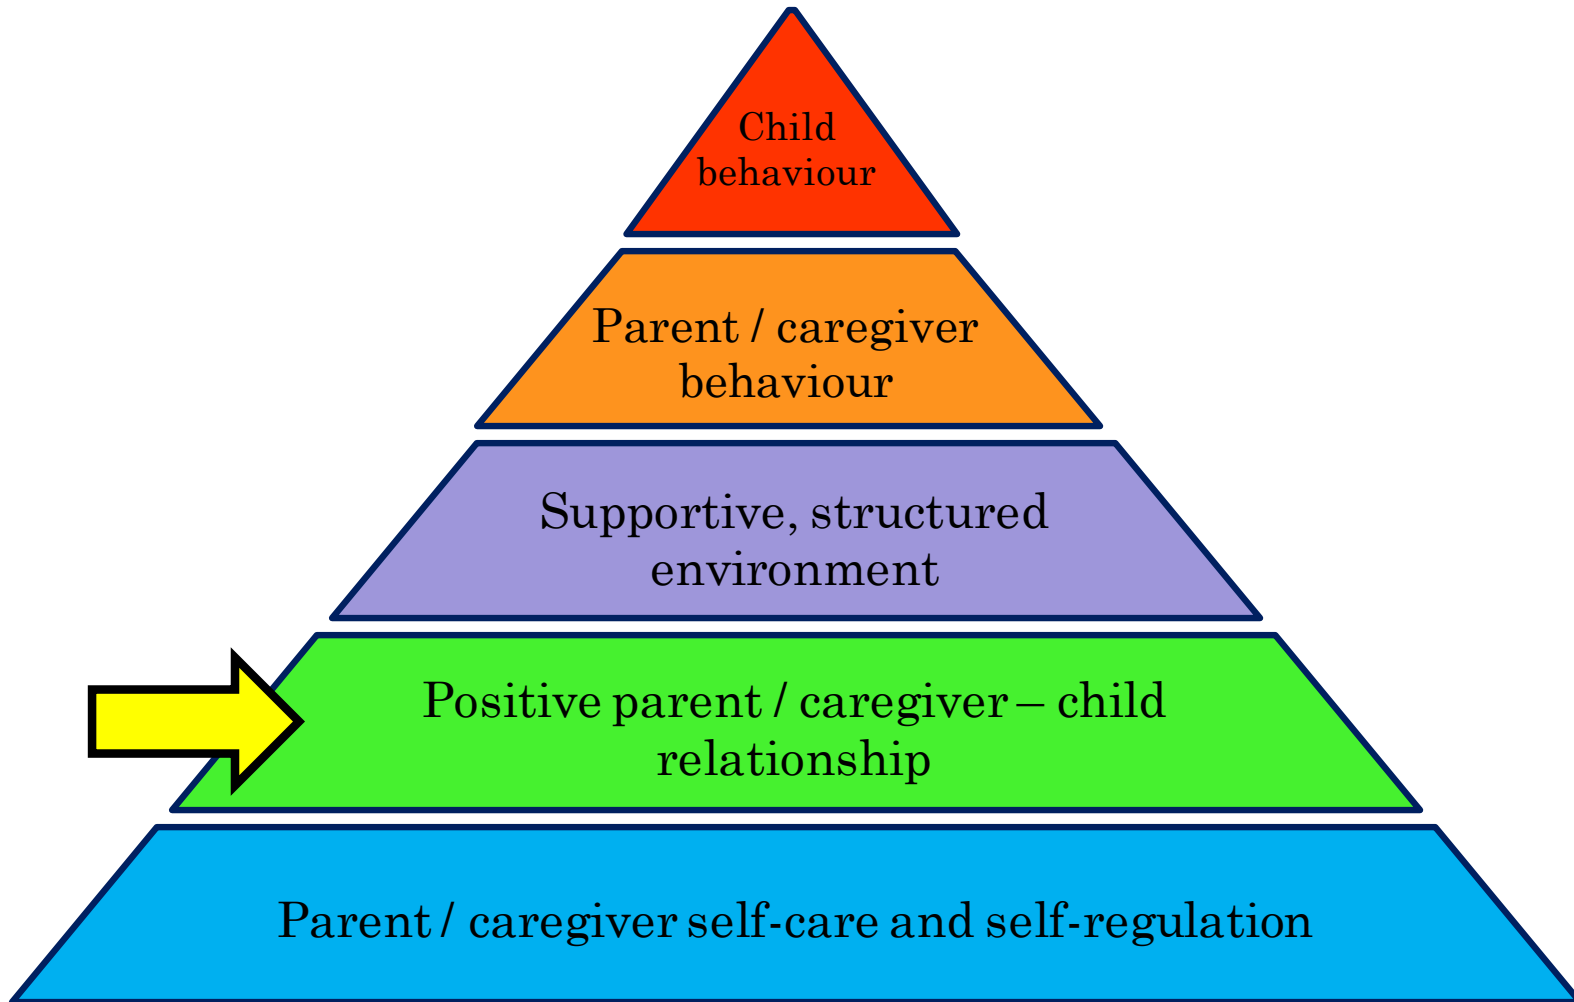 Child
behaviour
Parent / caregiver
behaviour
Supportive, structured
environment
Positive parent / caregiver – child
relationship
Parent / caregiver self-care and self-regulation